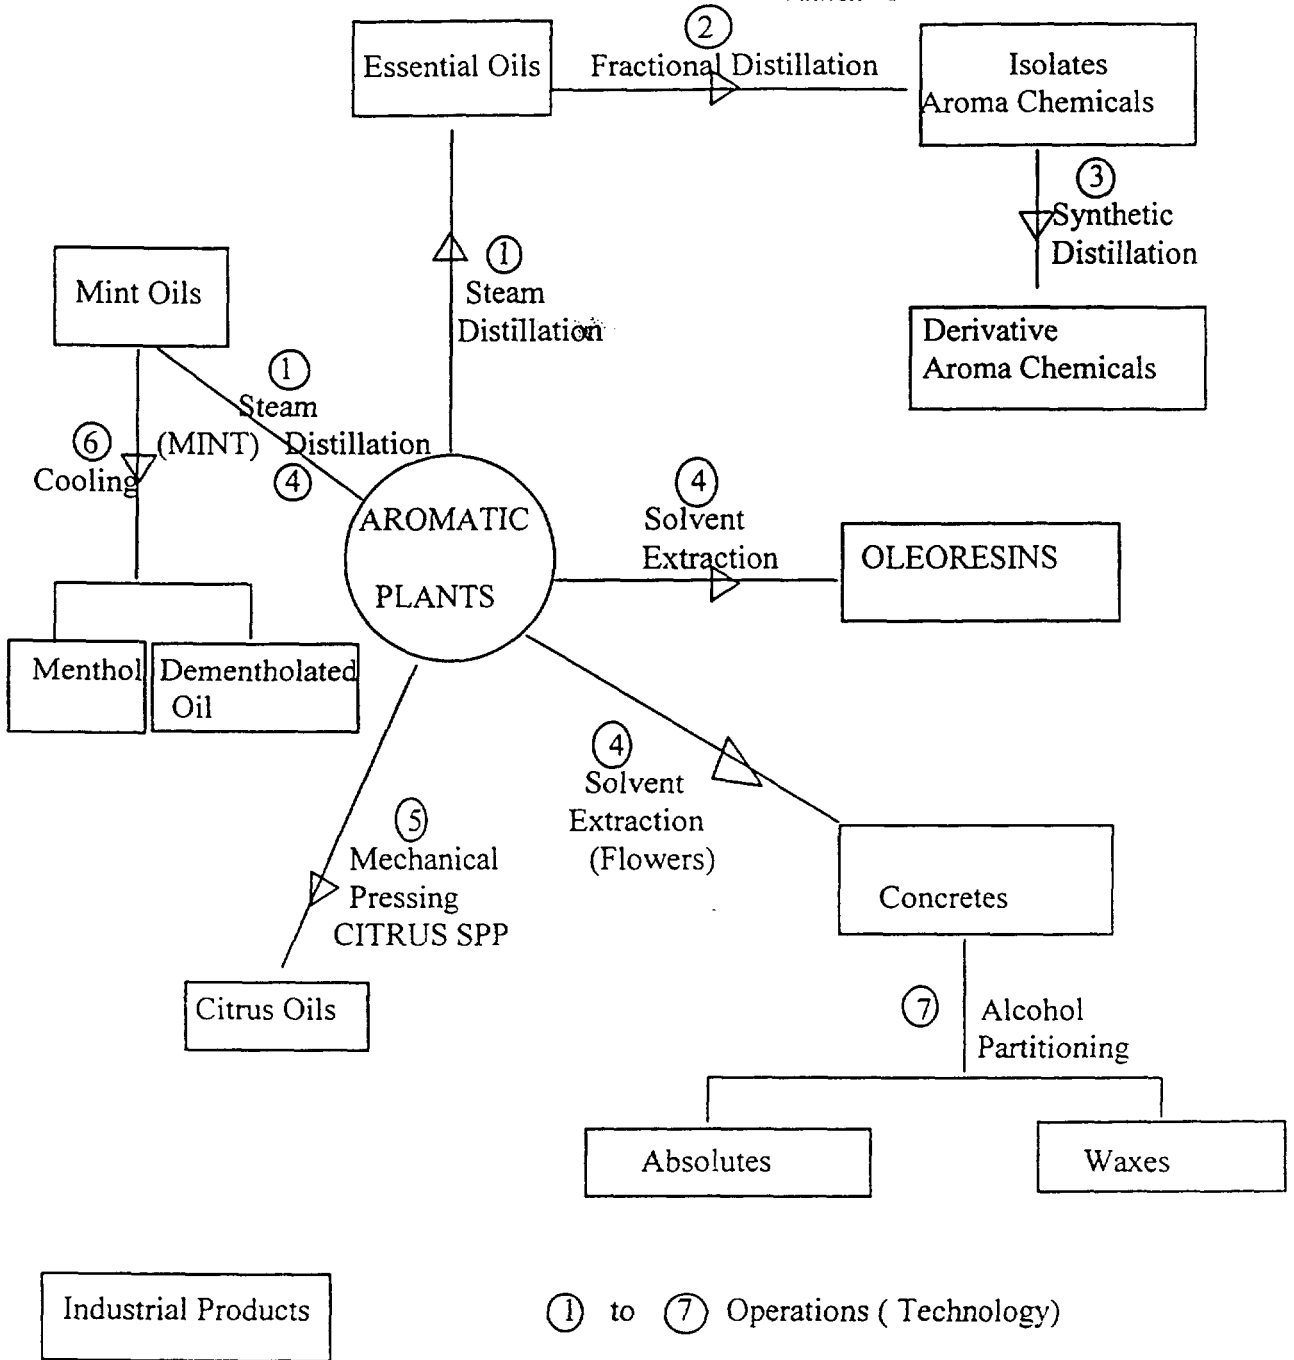 2
Essential Oils
Fractional Distillation
Isolates
Aroma Chemicals
3
Synthetic
Distillation
1
Steam
Distillation
Mint Oils
Derivative
Aroma Chemicals
1
Steam
6
(MINT)
Distillation
Cooling
4
AROMATIC
PLANTS
4
Solvent
Extraction
OLEORESINS
Menthol
Dementholated
Oil
4
Solvent
Extraction
(Flowers)
5
Mechanical
Pressing
CITRUS SPP
Concretes
Citrus Oils
7
Alcohol
Partitioning
Absolutes
Waxes
Industrial Products
1 to 7 Operations ( Technology)